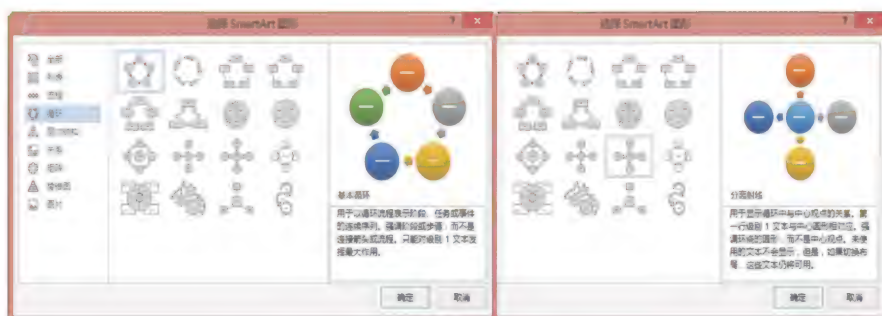 选择 SmartArt 图形
?
×
全部
列表
流程
循环
层次结构
关系
矩阵
棱锥图
图片
基本循环
用于以循环流程表示阶段、任务或事件
的连续序列。强调阶段或步骤，而不是
连接箭头或流程。只能对级别 1 文本发
挥最大作用。
确定
取消
选择 SmartArt 图形
?
×
分离射线
用于显示循环中与中心观点的关系。第
一行级别 1 文本与中心圆形相对应。强
调环绕的圆形，而不是中心观点。未使
用的文本不会显示，但是，如果切换布
局，这些文本仍将可用。
确定
取消